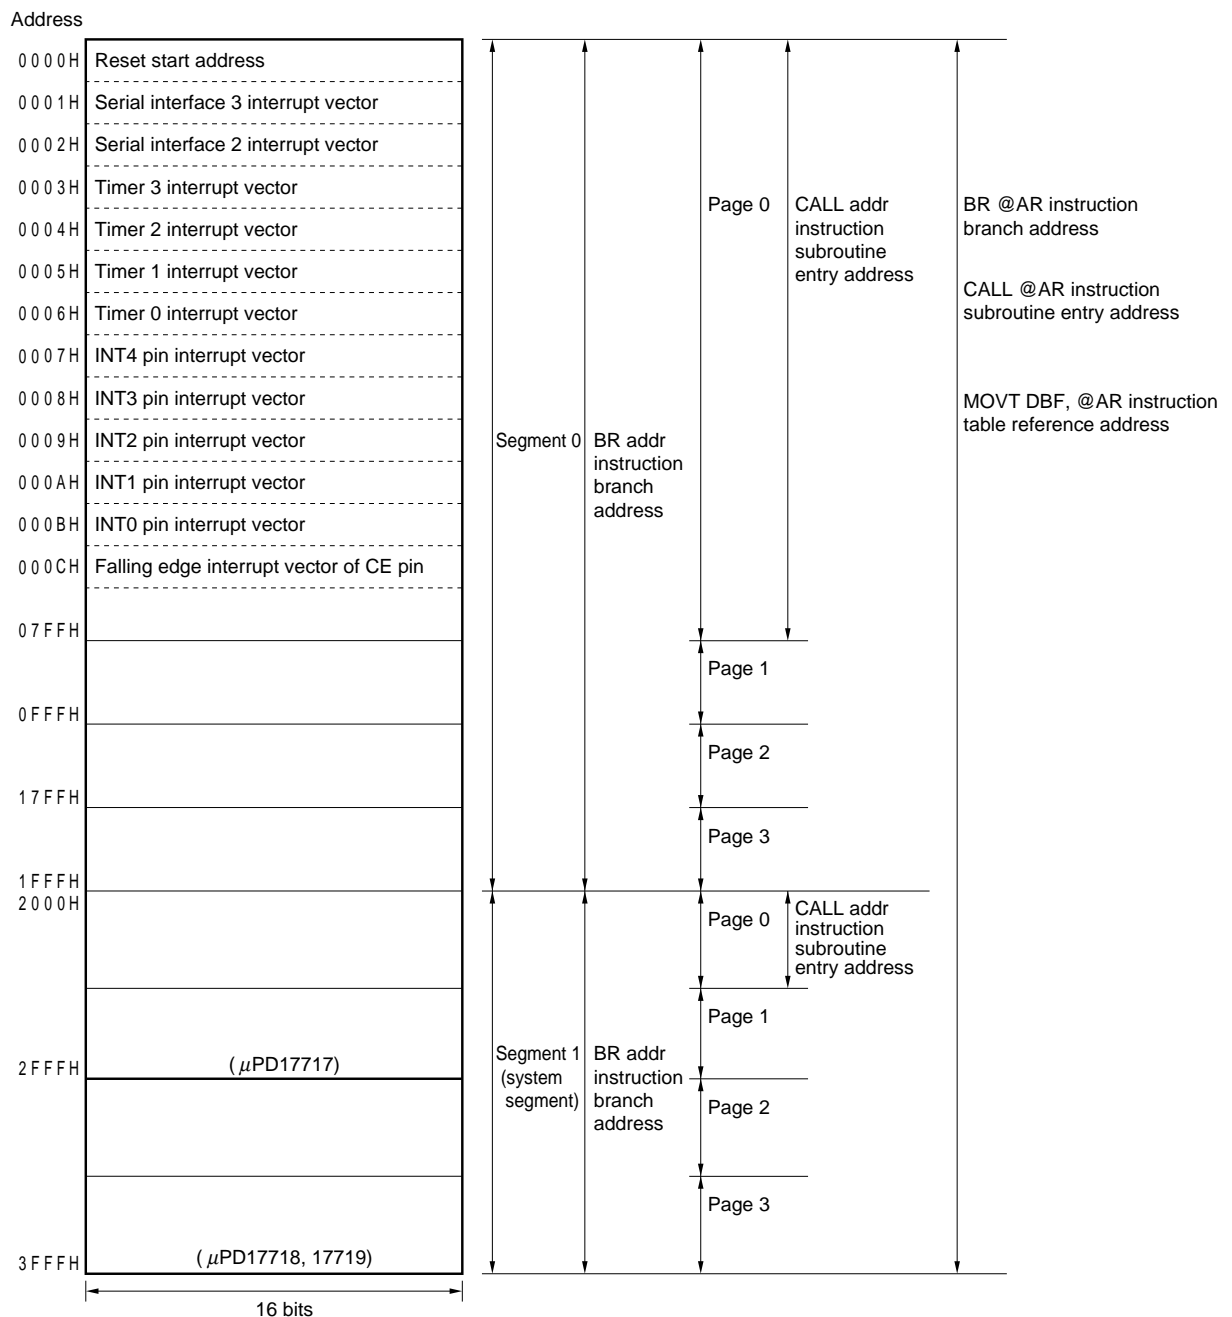 Address
0000H Reset start address
0001H Serial interface 3 interrupt vector
0002H Serial interface 2 interrupt vector
0003H Timer 3 interrupt vector
0004H Timer 2 interrupt vector
0005H Timer 1 interrupt vector
0006H Timer 0 interrupt vector
0007H INT4 pin interrupt vector
0008H INT3 pin interrupt vector
0009H INT2 pin interrupt vector
000AH INT1 pin interrupt vector
000BH INT0 pin interrupt vector
000CH Falling edge interrupt vector of CE pin
07FFH
0FFFH
17FFH
1FFFH
2000H
2FFFH
(μPD17717)
3FFFH
(μPD17718, 17719)
16 bits
Segment 0
BR addr
instruction
branch
address
Page 0
CALL addr
instruction
subroutine
entry address
Page 1
Page 2
Page 3
Segment 1
(system
segment)
BR addr
instruction
branch
address
Page 0
CALL addr
instruction
subroutine
entry address
Page 1
Page 2
Page 3
BR @AR instruction
branch address
CALL @AR instruction
subroutine entry address
MOVT DBF, @AR instruction
table reference address